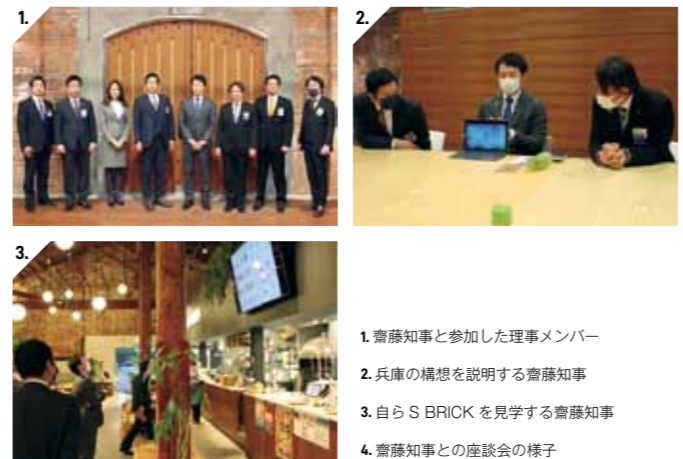 1.
2.
3.
1. 齋藤知事と参加した理事メンバー
2. 兵庫の構想を説明する齋藤知事
3. 自ら S BRICK を見学する齋藤知事
4. 齋藤知事との座談会の様子